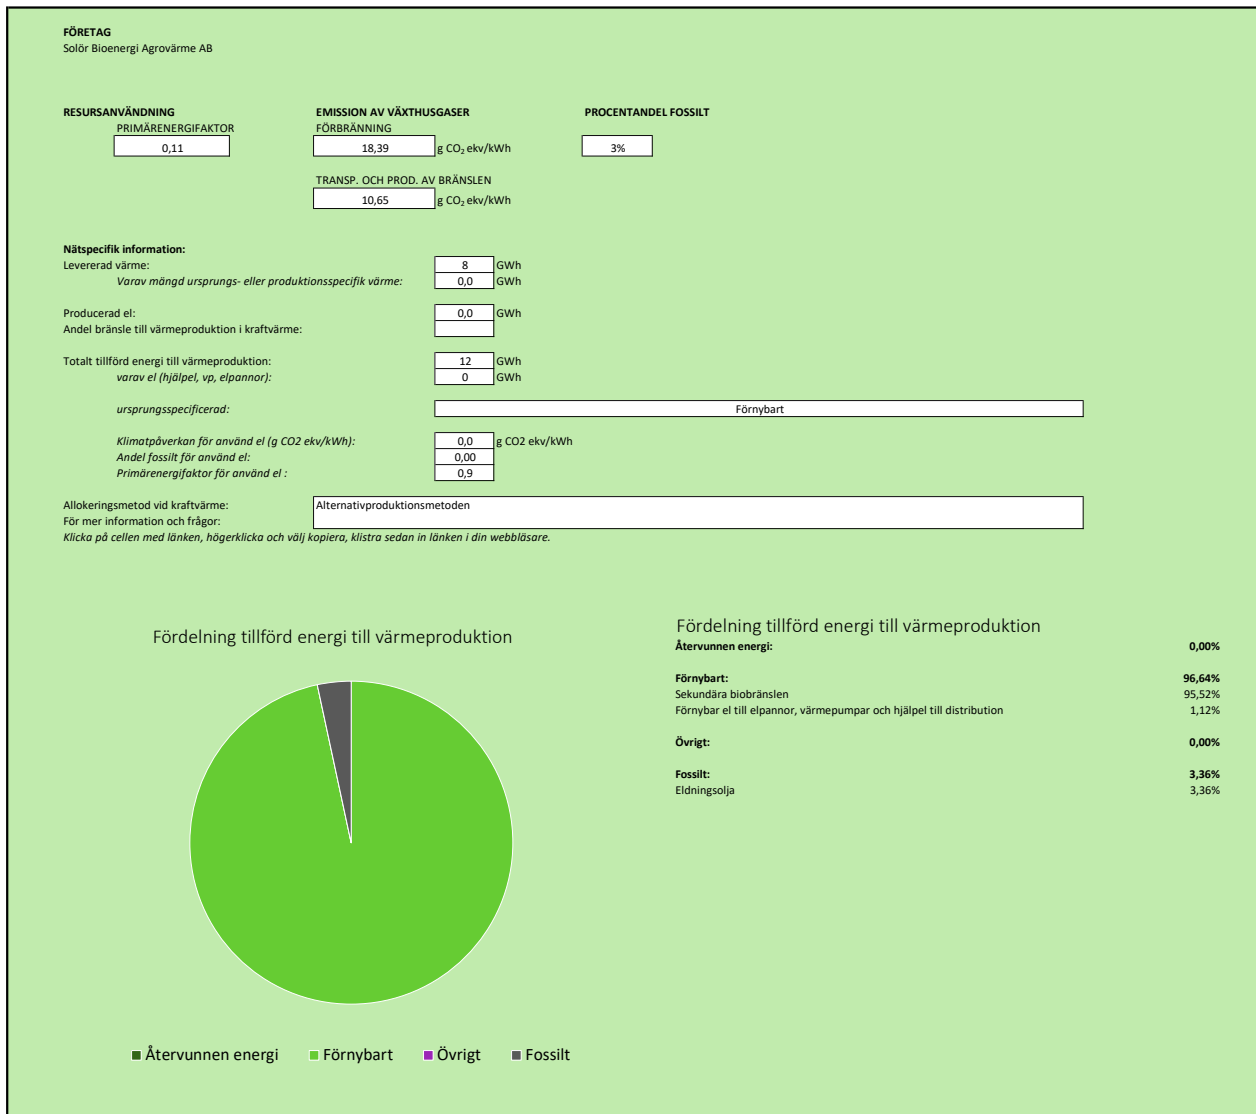 FÖRETAG
Solör Bioenergi Agrovärme AB
RESURSANVÄNDNING EMISSION AV VÄXTHUSGASER PROCENTANDEL FOSSILT
PRIMÄRENERGIFAKTOR FÖRBRÄNNING
0,11 18,39 g CO₂ ekv/kWh 3%
TRANSP. OCH PROD. AV BRÄNSLEN
10,65 g CO₂ ekv/kWh
Nätspecifik information:
Levererad värme: 8 GWh
Varav mängd ursprungs- eller produktionsspecifik värme: 0,0 GWh
Producerad el: 0,0 GWh
Andel bränsle till värmeproduktion i kraftvärme:
Totalt tillförd energi till värmeproduktion: 12 GWh
varav el (hjälpel, vp, elpannor): 0 GWh
ursprungsspecificerad: Förnybart
Klimatpåverkan för använd el (g CO2 ekv/kWh): 0,0 g CO2 ekv/kWh
Andel fossilt för använd el: 0,00
Primärenergifaktor för använd el : 0,9
Allokeringsmetod vid kraftvärme: Alternativproduktionsmetoden
För mer information och frågor:
Klicka på cellen med länken, högerklicka och välj kopiera, klistra sedan in länken i din webbläsare.
Fördelning tillförd energi till värmeproduktion
Återvunnen energi Förnybart Övrigt Fossilt
Fördelning tillförd energi till värmeproduktion
Återvunnen energi: 0,00%
Förnybart: 96,64%
Sekundära biobränslen 95,52%
Förnybar el till elpannor, värmepumpar och hjälpel till distribution 1,12%
Övrigt: 0,00%
Fossilt: 3,36%
Eldningsolja 3,36%